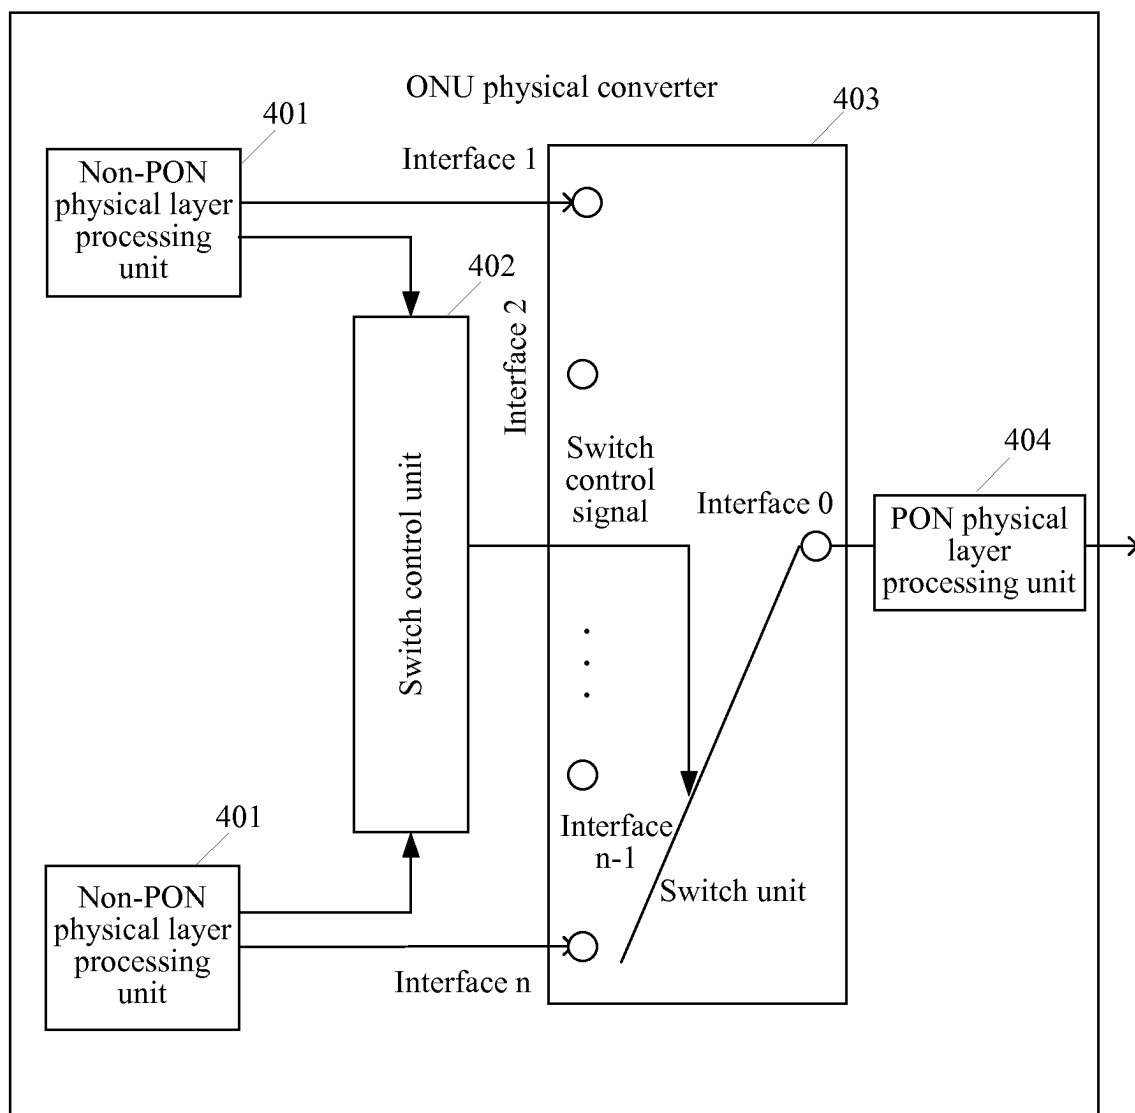 ONU physical converter
401
403
Non-PON
physical layer
processing
unit
Interface 1
402
Interface 2
Switch control unit
Switch
control
signal
Interface 0
404
PON physical
layer
processing unit
401
Interface
n-1
Switch unit
Non-PON
physical layer
processing
unit
Interface n